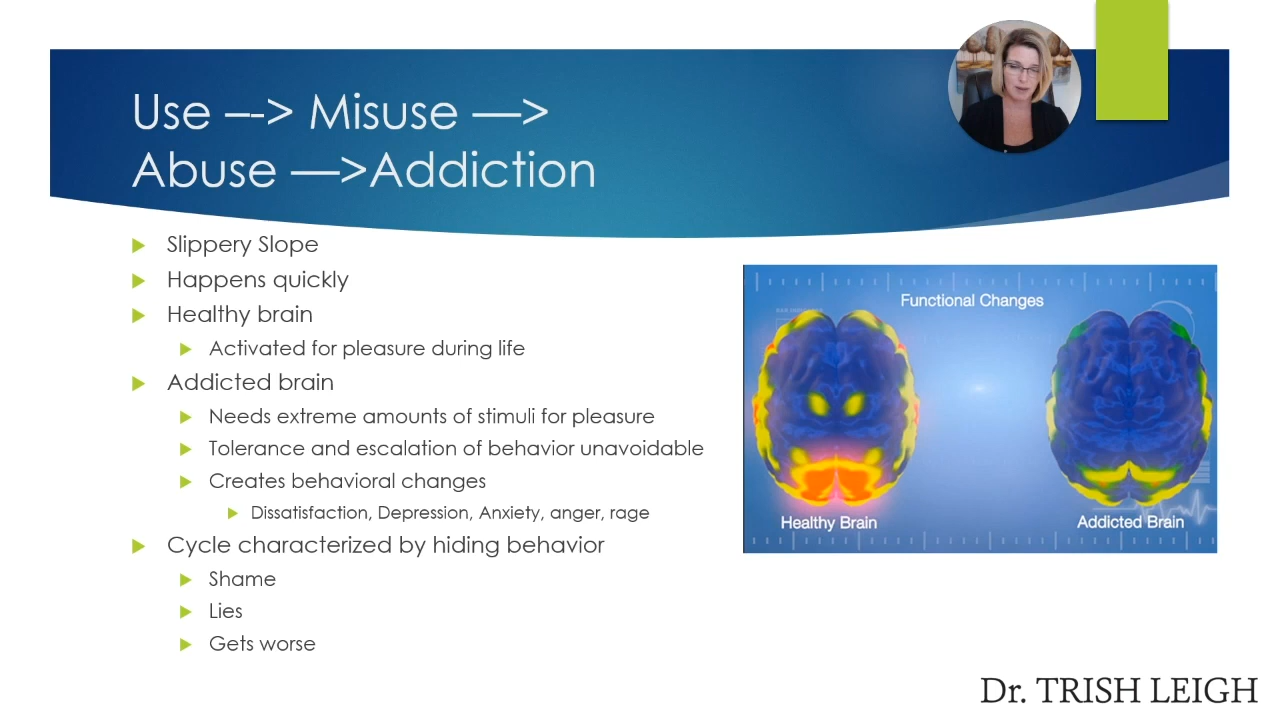 Use –-> Misuse —>
Abuse —>Addiction
Slippery Slope
Happens quickly
Healthy brain
Activated for pleasure during life
Addicted brain
Needs extreme amounts of stimuli for pleasure
Tolerance and escalation of behavior unavoidable
Creates behavioral changes
Dissatisfaction, Depression, Anxiety, anger, rage
Cycle characterized by hiding behavior
Shame
Lies
Gets worse
Functional Changes
Healthy Brain
Addicted Brain
Dr. TRISH LEIGH